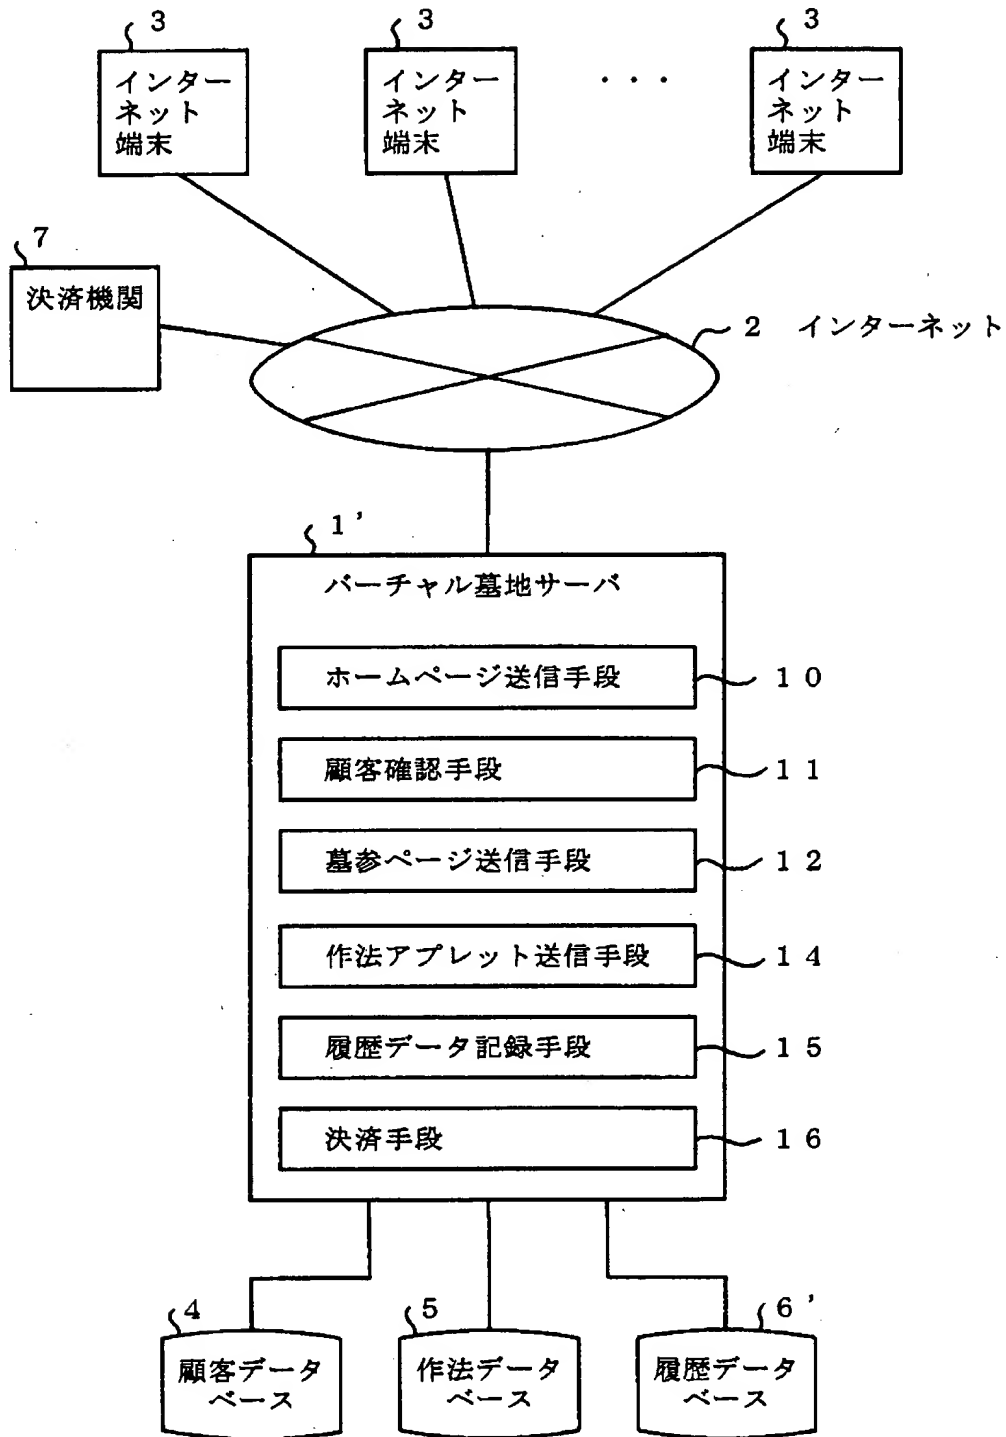 3
3
3
インター
ネット
端末
インター
ネット
端末
・・・
インター
ネット
端末
7
決済機関
2 インターネット
1'
バーチャル墓地サーバ
ホームページ送信手段
10
顧客確認手段
11
墓参ページ送信手段
12
作法アプレット送信手段
14
履歴データ記録手段
15
決済手段
16
4
5
6'
顧客データ
ベース
作法データ
ベース
履歴データ
ベース